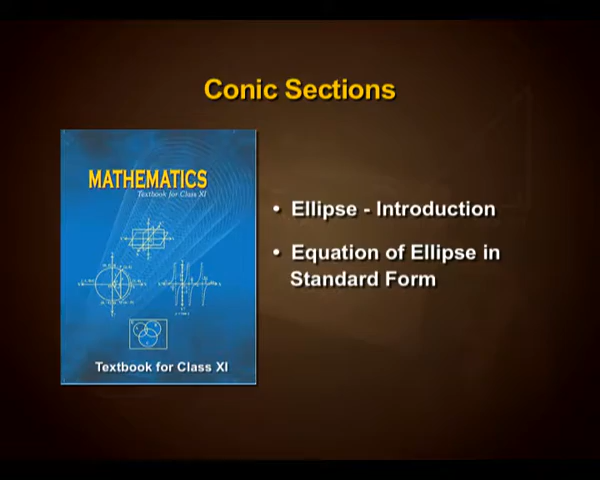 Conic Sections
MATHEMATICS
Textbook for Class XI
• Ellipse - Introduction
• Equation of Ellipse in
Standard Form
Textbook for Class XI